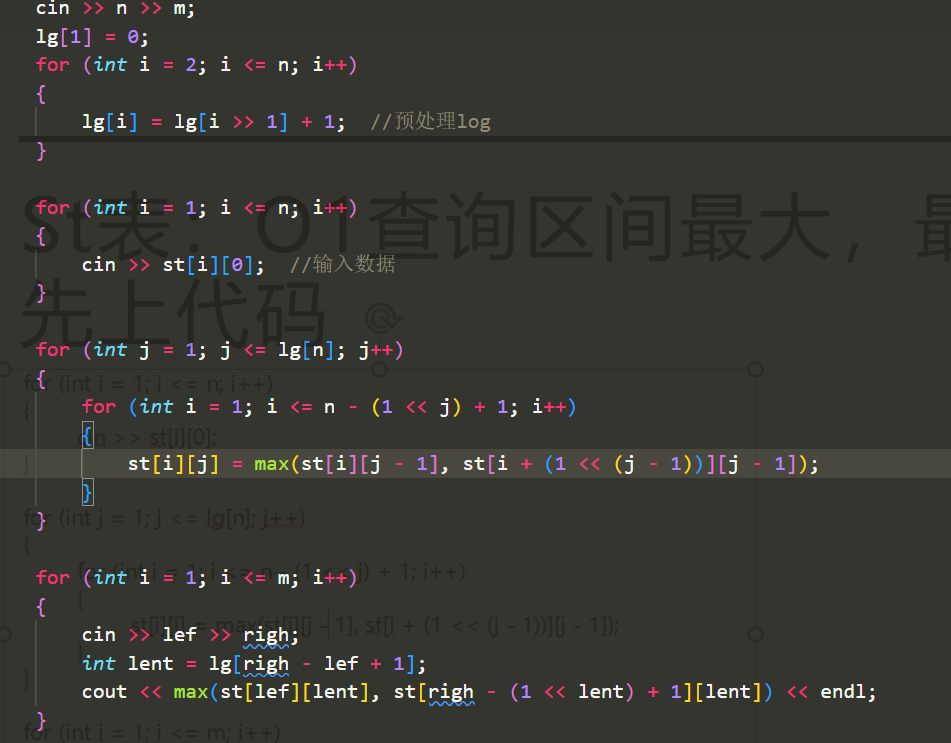 cin >> n >> m;
lg[1] = 0;
for (int i = 2; i <= n; i++)
{
lg[i] = lg[i >> 1] + 1;  //预处理log
}
for (int i = 1; i <= n; i++)
{
cin >> st[i][0];  //输入数据
}
for (int j = 1; j <= lg[n]; j++)
{
for (int i = 1; i <= n - (1 << j) + 1; i++)
{
st[i][j] = max(st[i][j - 1], st[i + (1 << (j - 1))][j - 1]);
}
}
for (int i = 1; i <= m; i++)
{
cin >> lef >> righ;
int lent = lg[righ - lef + 1];
cout << max(st[lef][lent], st[righ - (1 << lent) + 1][lent]) << endl;
}
St表：O1查询区间最大，最
先上代码